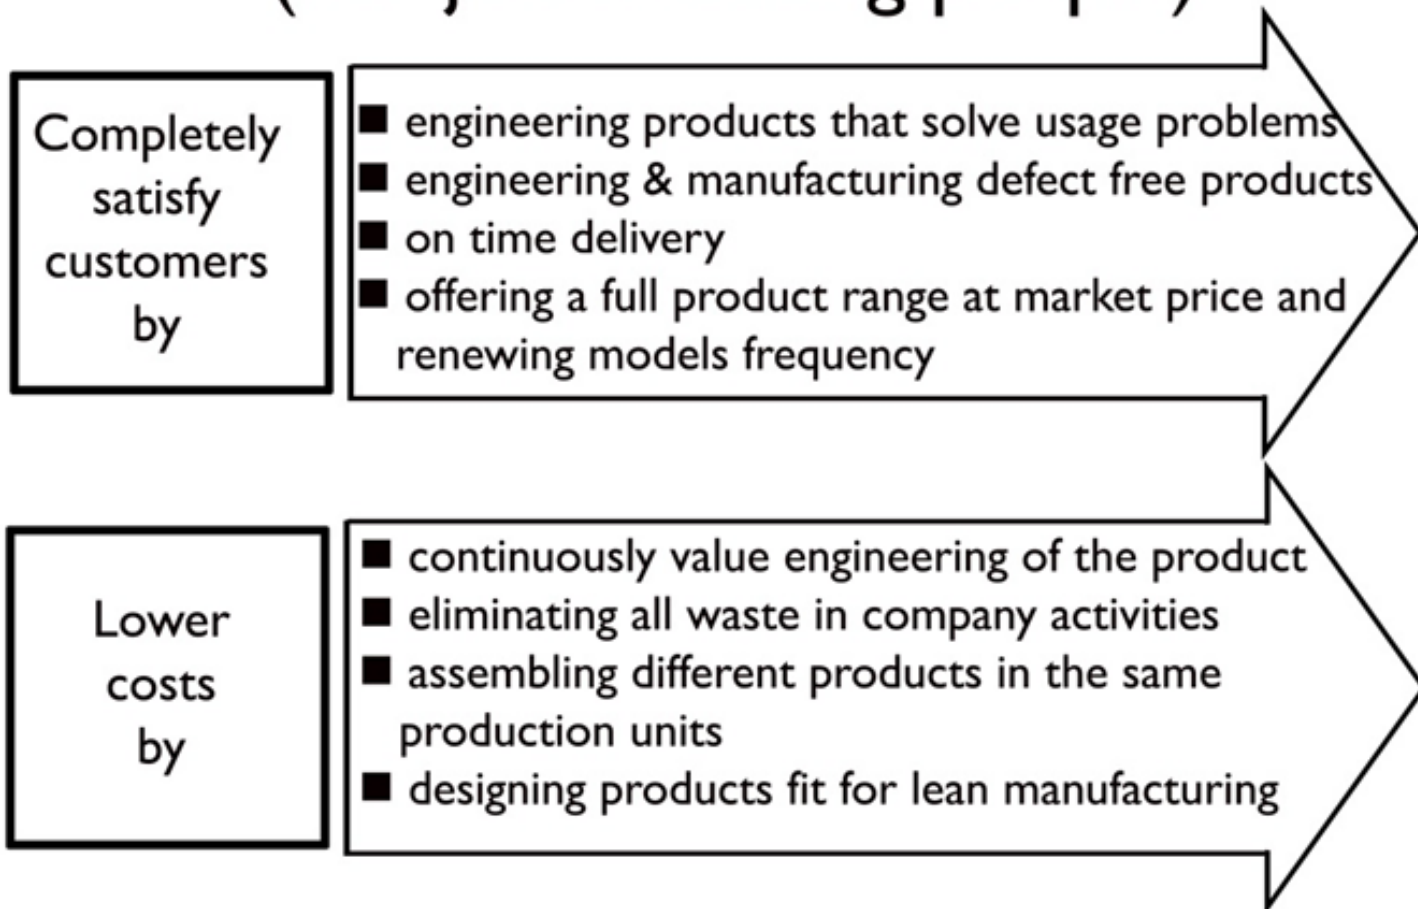 Completely
satisfy
customers
by
■ engineering products that solve usage problems
■ engineering & manufacturing defect free products
■ on time delivery
■ offering a full product range at market price and
renewing models frequency
Lower
costs
by
■ continuously value engineering of the product
■ eliminating all waste in company activities
■ assembling different products in the same
production units
■ designing products fit for lean manufacturing